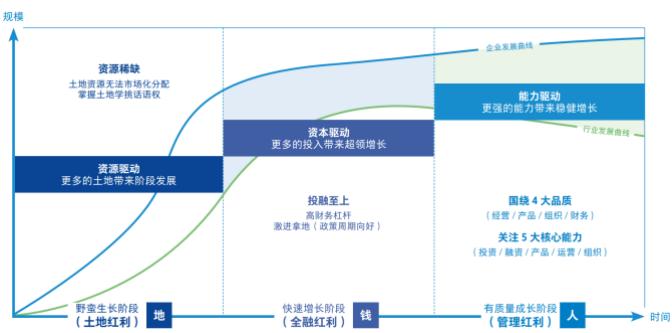 规模
企业发展曲线
资源稀缺
土地资源无法市场化分配
掌握土地学挑话语权
能力驱动
更强的能力带来稳健增长
资本驱动
更多的投入带来超领增长
行业发展曲线
资源驱动
更多的土地带来阶段发展
投融至上
高财务杠杆
激进拿地（政策周期向好）
国绕 4 大品质
（经营 / 产品 / 组织 / 财务）
关注 5 大核心能力
（投资 / 融资 / 产品 / 运营 / 组织）
野蛮生长阶段
（土地红利）
地
快速增长阶段
（全融红利）
钱
有质量成长阶段
（管理红利）
人
时间